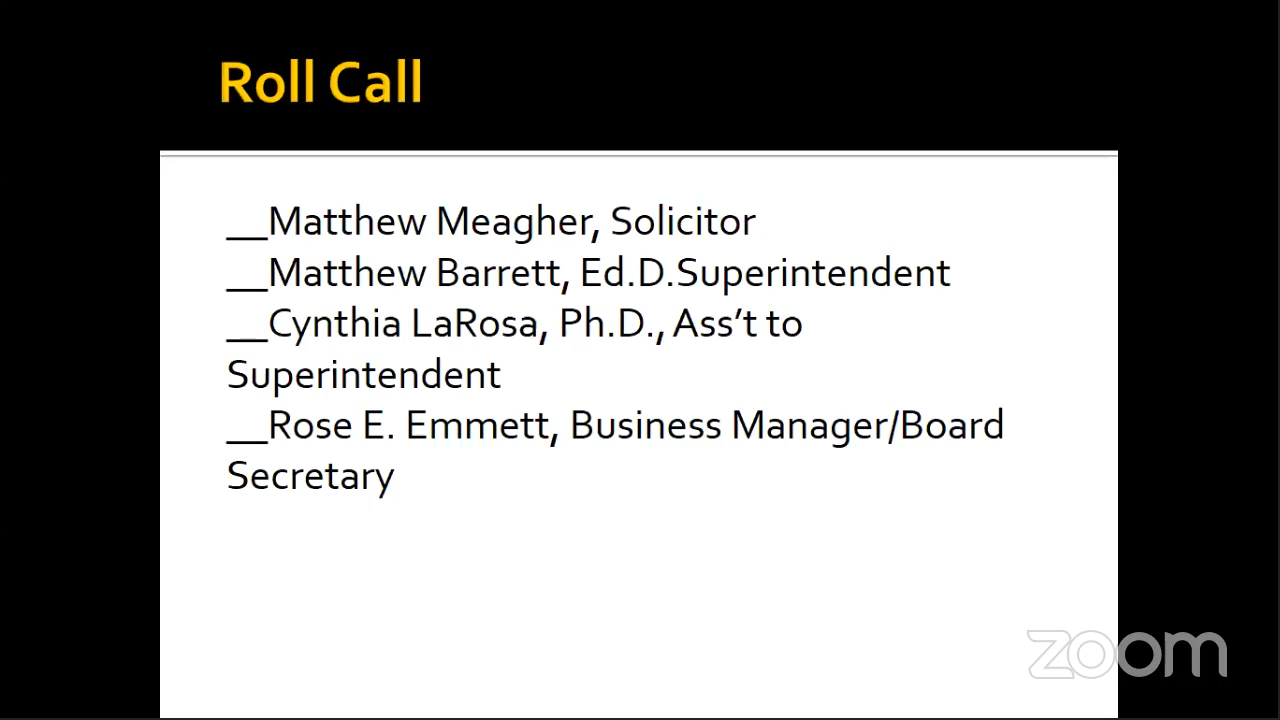 Roll Call
__Matthew Meagher, Solicitor
__Matthew Barrett, Ed.D.Superintendent
__Cynthia LaRosa, Ph.D., Ass’t to
Superintendent
__Rose E. Emmett, Business Manager/Board
Secretary
zoom